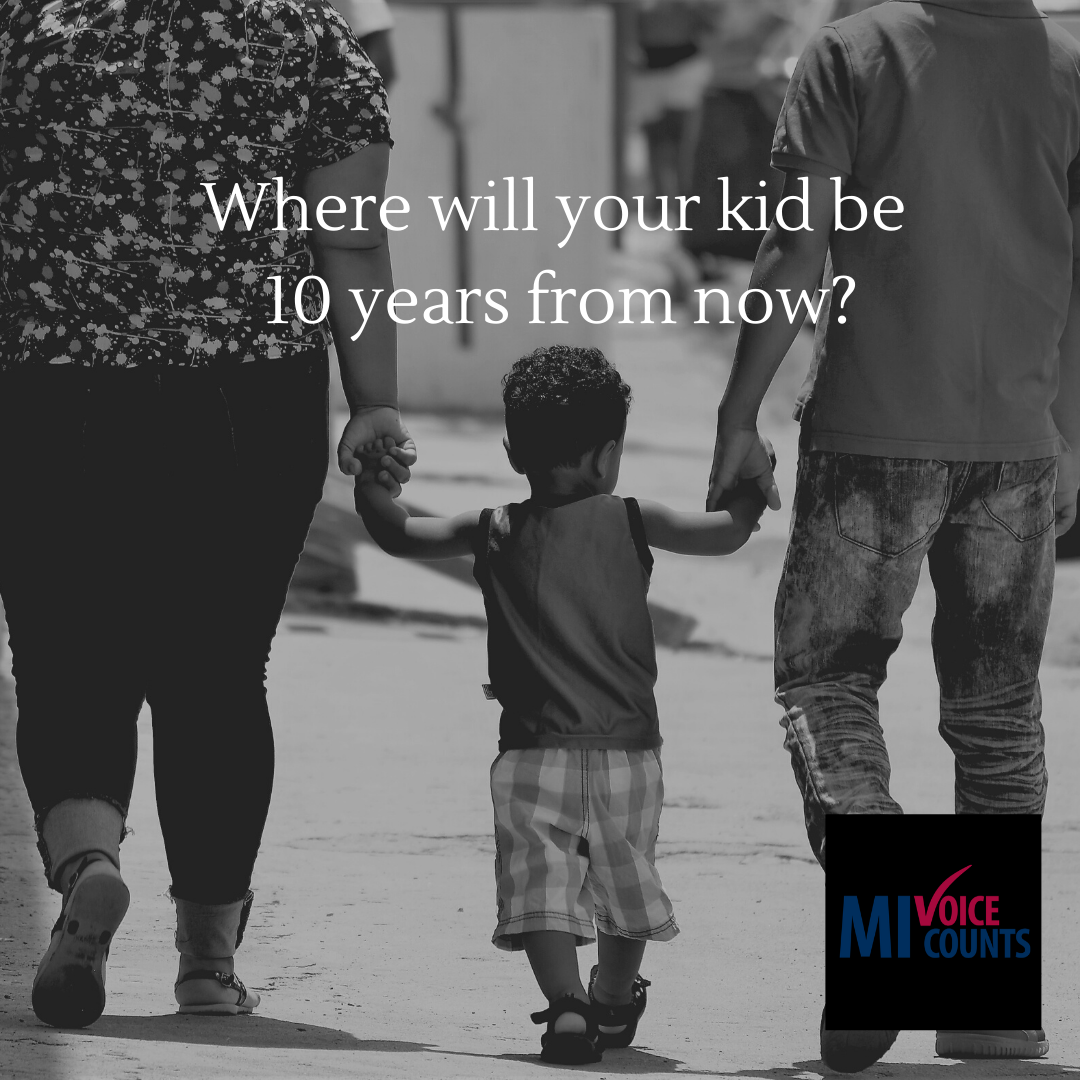 Where will your kid be
10 years from now?
MI VOICE
COUNTS